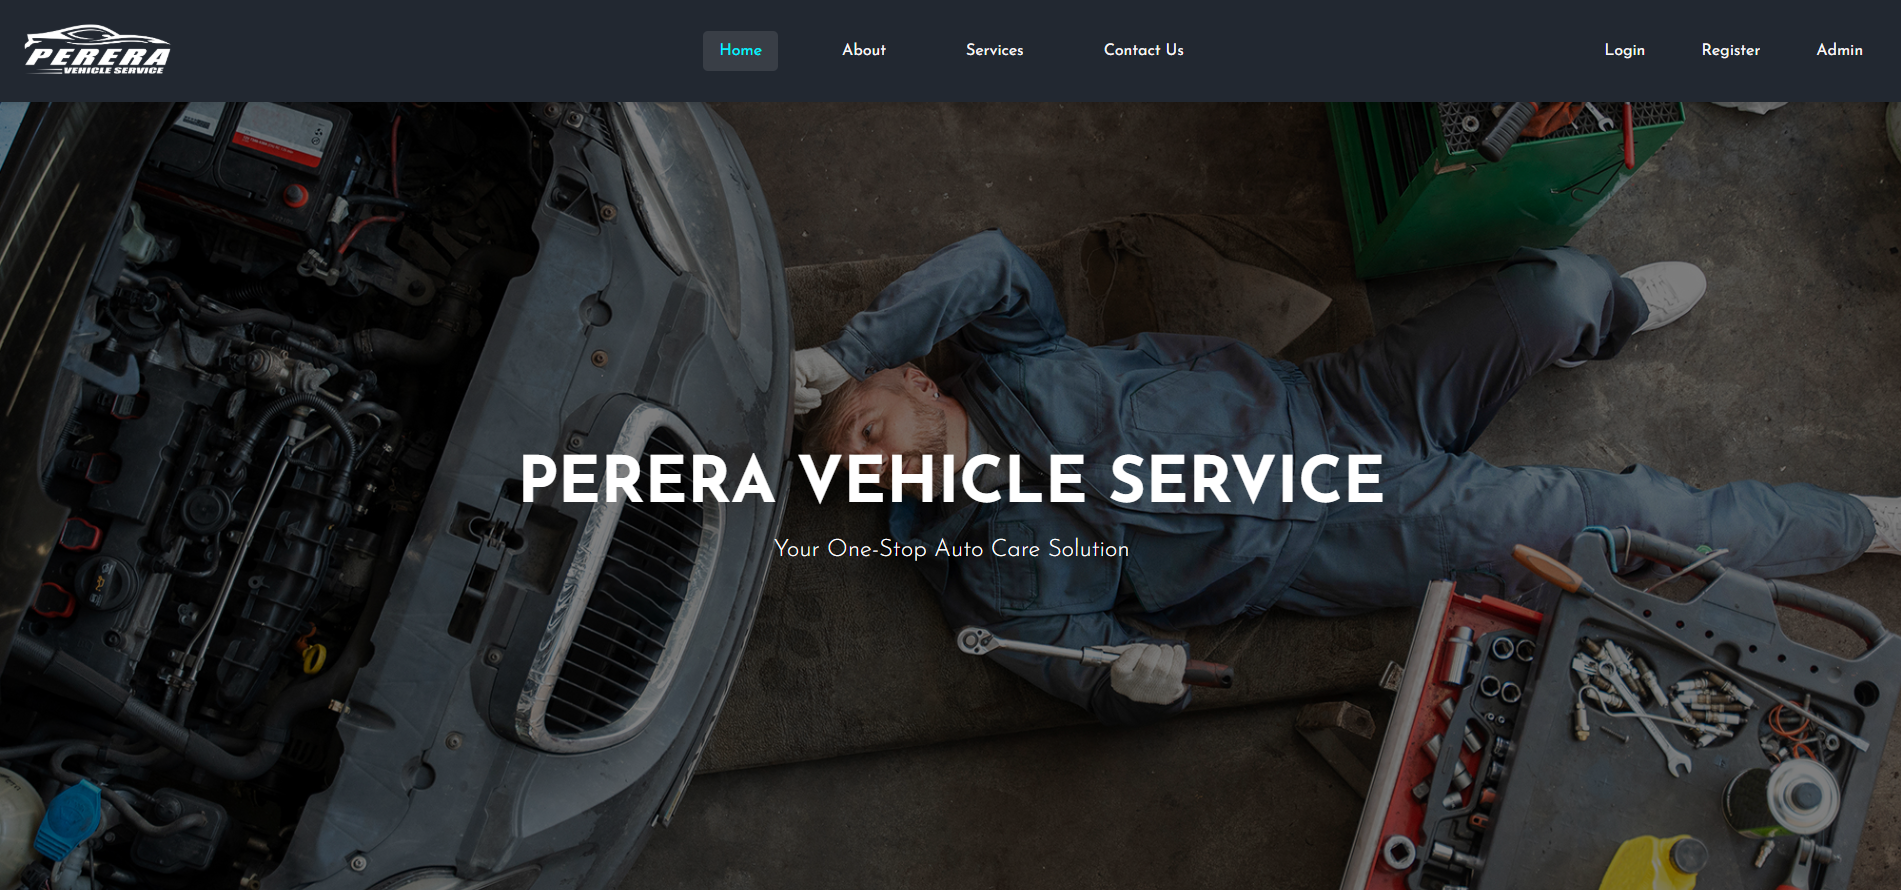 PERERA
VEHICLE SERVICE
Home
About
Services
Contact Us
Login
Register
Admin
PERERA VEHICLE SERVICE
Your One-Stop Auto Care Solution